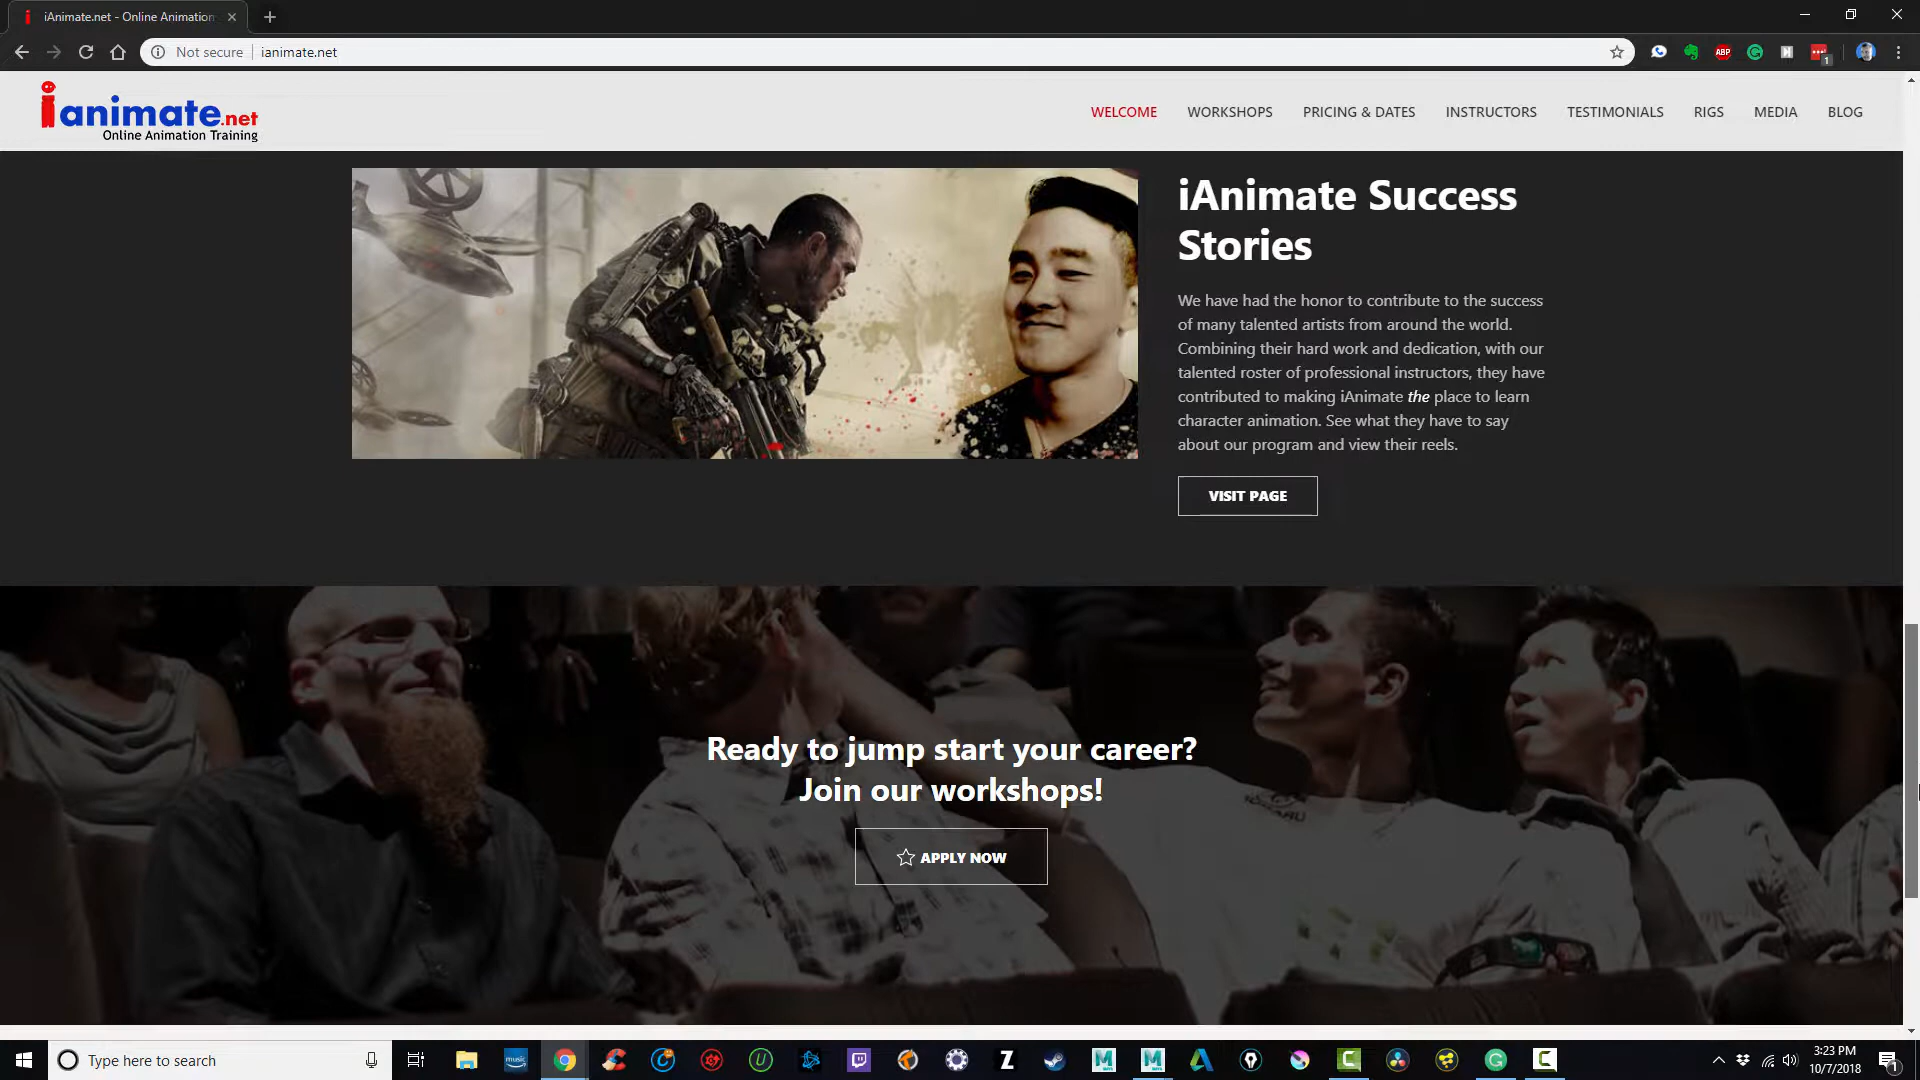 iAnimate.net - Online Animation
Not secure
ianimate.net
ABP
1
ianimate.net
Online Animation Training
WELCOME
WORKSHOPS
PRICING & DATES
INSTRUCTORS
TESTIMONIALS
RIGS
MEDIA
BLOG
iAnimate Success
Stories
We have had the honor to contribute to the success
of many talented artists from around the world.
Combining their hard work and dedication, with our
talented roster of professional instructors, they have
contributed to making iAnimate the place to learn
character animation. See what they have to say
about our program and view their reels.
VISIT PAGE
Ready to jump start your career?
Join our workshops!
APPLY NOW
Type here to search
music
3:23 PM
10/7/2018
1